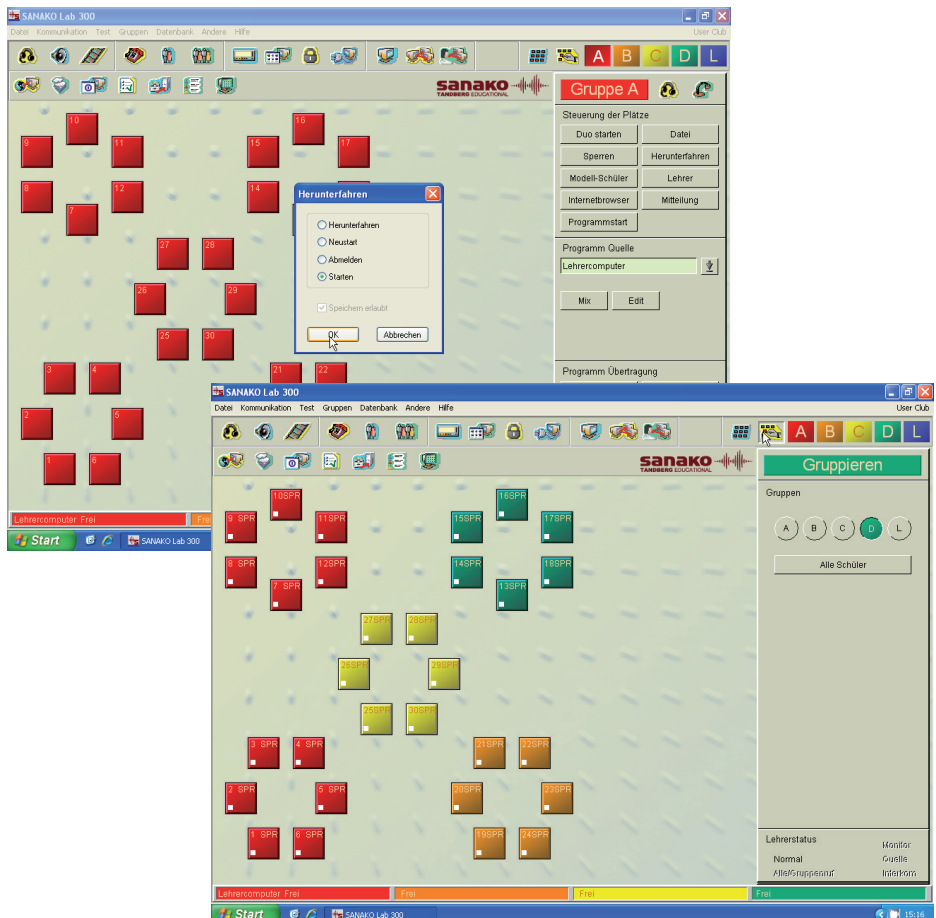 SANAKO Lab 300
Datei Kommunikation Test Gruppen Datenbank Andere Hilfe User Club
A B C D L
sanako
TANDBERG EDUCATIONAL
Gruppe A
Steuerung der Plätze
Duo starten Datei
Sperren Herunterfahren
Modell-Schüler Lehrer
Internetbrowser Mitteilung
Programmstart
Programm Quelle
Lehrercomputer
Mix Edit
Programm Übertragung
10 16
9 11 15 17
8 12 14
7
27 28
26 29
25 30
3 4 21 22
2 5
1 6
Herunterfahren
Herunterfahren
Neustart
Abmelden
Starten
Speichern erlaubt
OK Abbrechen
Lehrercomputer Frei
Start SANAKO Lab 300
SANAKO Lab 300
Datei Kommunikation Test Gruppen Datenbank Andere Hilfe User Club
A B C D L
sanako
TANDBERG EDUCATIONAL
Gruppieren
Gruppen
A B C D L
Alle Schüler
10SPR 16SPR
9 SPR 11SPR 15SPR 17SPR
8 SPR 12SPR 14SPR 18SPR
7 SPR 13SPR
27SPR 28SPR
26SPR 29SPR
25SPR 30SPR
3 SPR 4 SPR 21SPR 22SPR
2 SPR 5 SPR 20SPR 23SPR
1 SPR 6 SPR 19SPR 24SPR
Lehrerstatus
Monitor
Normal Quelle
Alle/Gruppenruf Interkom
Lehrercomputer Frei Frei Frei Frei
Start SANAKO Lab 300 15:16